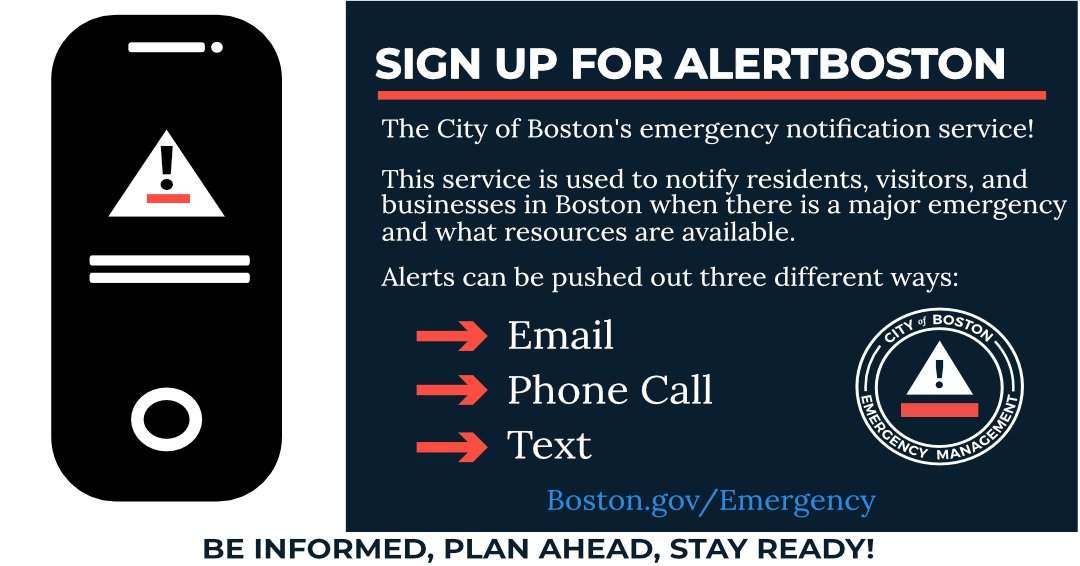 SIGN UP FOR ALERTBOSTON
The City of Boston's emergency notification service!
This service is used to notify residents, visitors, and
businesses in Boston when there is a major emergency
and what resources are available.
Alerts can be pushed out three different ways:
Email
Phone Call
Text
CITY of BOSTON
EMERGENCY MANAGEMENT
Boston.gov/Emergency
BE INFORMED, PLAN AHEAD, STAY READY!